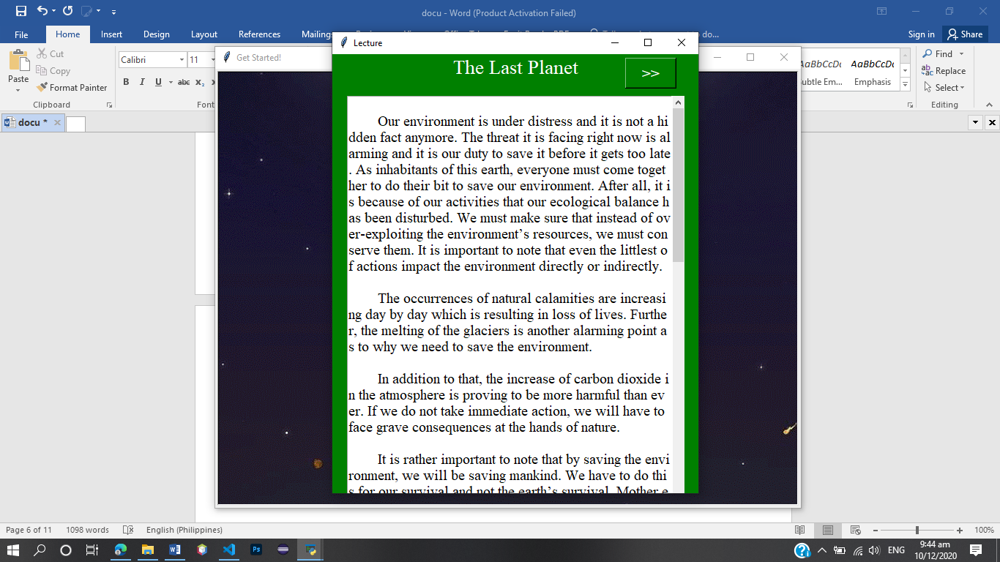 docu - Word (Product Activation Failed)
File Home Insert Design Layout References Mailings
Sign in Share
Paste
Cut
Copy
Format Painter
Clipboard
Calibri 11
B I U abc X
Font
Get Started!
Lecture
The Last Planet
>>
Our environment is under distress and it is not a hi
dden fact anymore. The threat it is facing right now is al
arming and it is our duty to save it before it gets too late
. As inhabitants of this earth, everyone must come toget
her to do their bit to save our environment. After all, it i
s because of our activities that our ecological balance h
as been disturbed. We must make sure that instead of ov
er-exploiting the environment’s resources, we must con
serve them. It is important to note that even the littlest o
f actions impact the environment directly or indirectly.
The occurrences of natural calamities are increasi
ng day by day which is resulting in loss of lives. Furthe
r, the melting of the glaciers is another alarming point a
s to why we need to save the environment.
In addition to that, the increase of carbon dioxide i
n the atmosphere is proving to be more harmful than ev
er. If we do not take immediate action, we will have to
face grave consequences at the hands of nature.
It is rather important to note that by saving the envi
ronment, we will be saving mankind. We have to do thi
s for our survival and not the earth’s survival. Mother e
AaBbCcDc AaBbCcDc
ubtle Em... Emphasis
Find
Replace
Select
Editing
docu *
Page 6 of 11 1098 words English (Philippines)
100%
Ps
ENG
9:44 am
10/12/2020